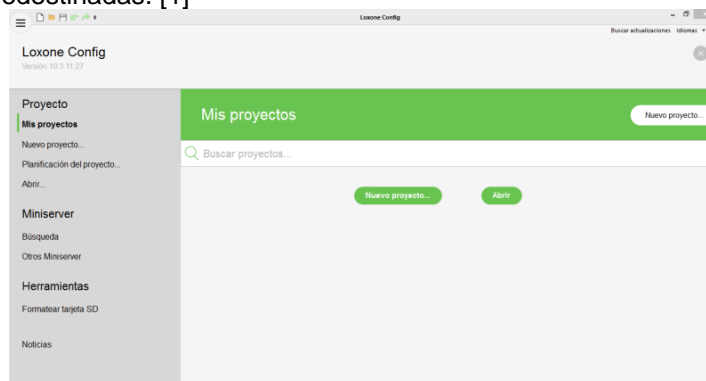 odestinadas. [1]
Loxone Config
Buscar actualizaciones Idiomas
Loxone Config
Versión 10.3.11.27
Proyecto
Mis proyectos
Nuevo proyecto...
Planificación del proyecto...
Abrir...
Miniserver
Búsqueda
Otros Miniserver
Herramientas
Formatear tarjeta SD
Noticias
Mis proyectos
Nuevo proyecto...
Buscar proyectos...
Nuevo proyecto...
Abrir